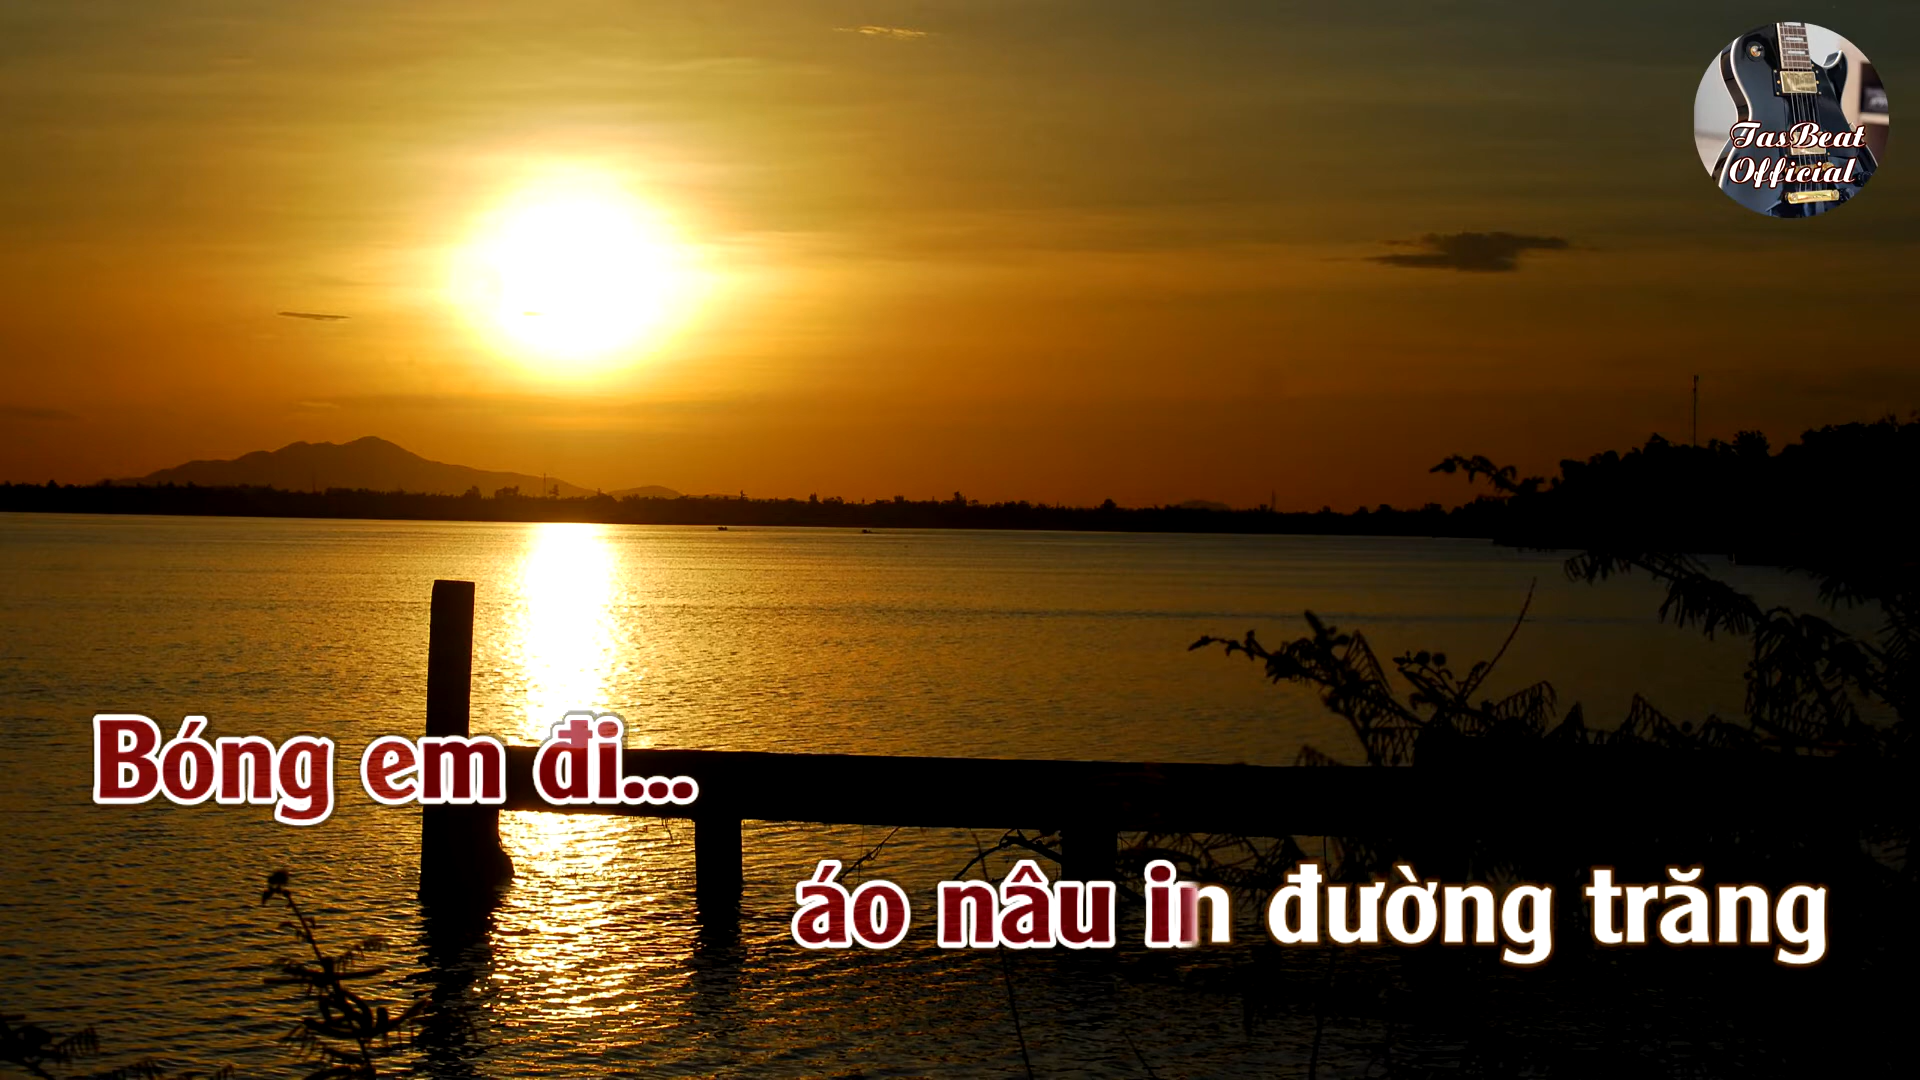 TasBeat
Official
Bóng em đi...
áo nâu in đường trăng